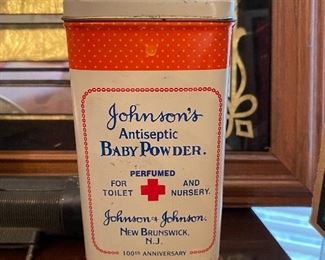 Johnson's
Antiseptic
BABY POWDER.
PERFUMED
FOR AND
TOILET NURSERY.
Johnson & Johnson.
NEW BRUNSWICK,
N.J.
100TH ANNIVERSARY